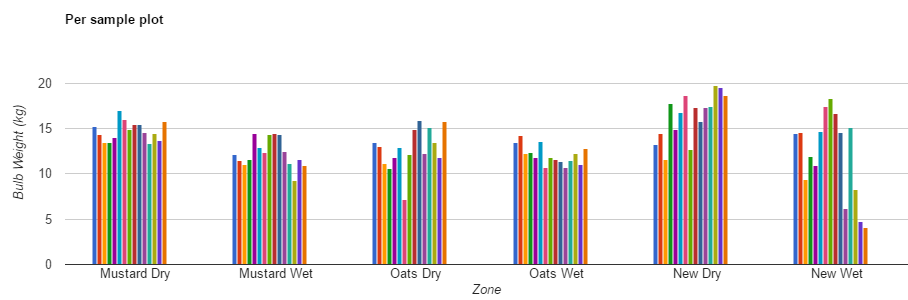 Per sample plot
20
15
10
5
0
Bulb Weight (kg)
Mustard Dry Mustard Wet Oats Dry Oats Wet New Dry New Wet
Zone